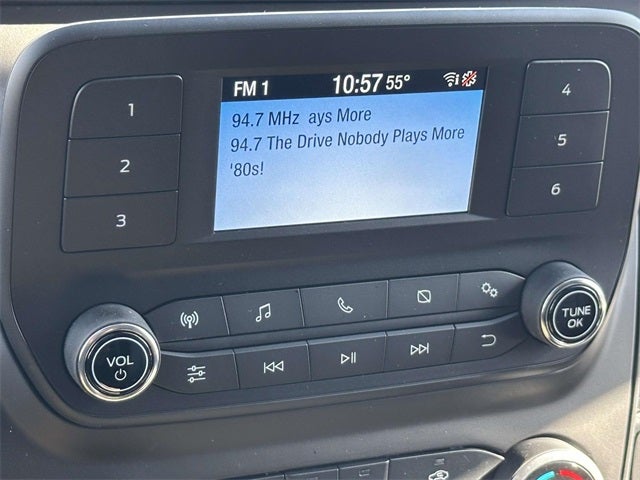 FM 1 10:57 55°
94.7 MHz ays More
94.7 The Drive Nobody Plays More
'80s!
1
2
3
4
5
6
VOL
TUNE
OK